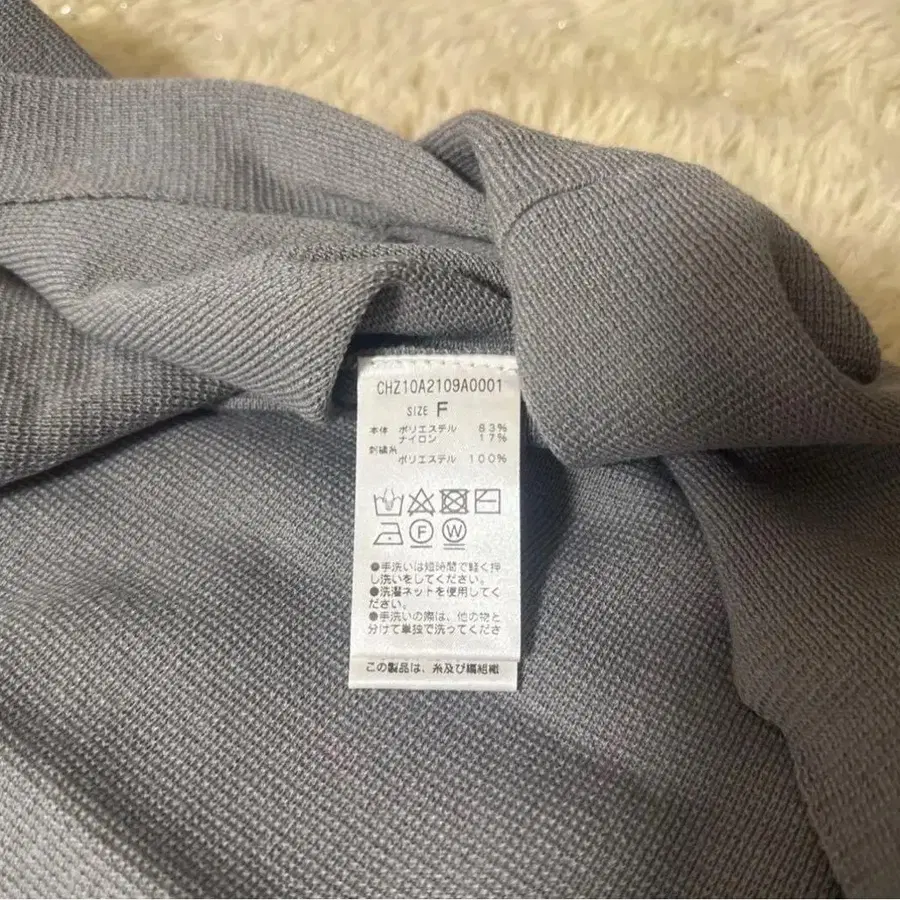 CHZ10A2109A0001
SIZE F
本体 ポリエステル 83%
ナイロン 17%
刺繍糸
ポリエステル 100%
F W
●手洗いは短時間で軽く押
し洗いをしてください。
●洗濯ネットを使用してく
ださい。
●手洗いの際は、他の物と
分けて単独で洗ってくださ
この製品は、糸及び編組織